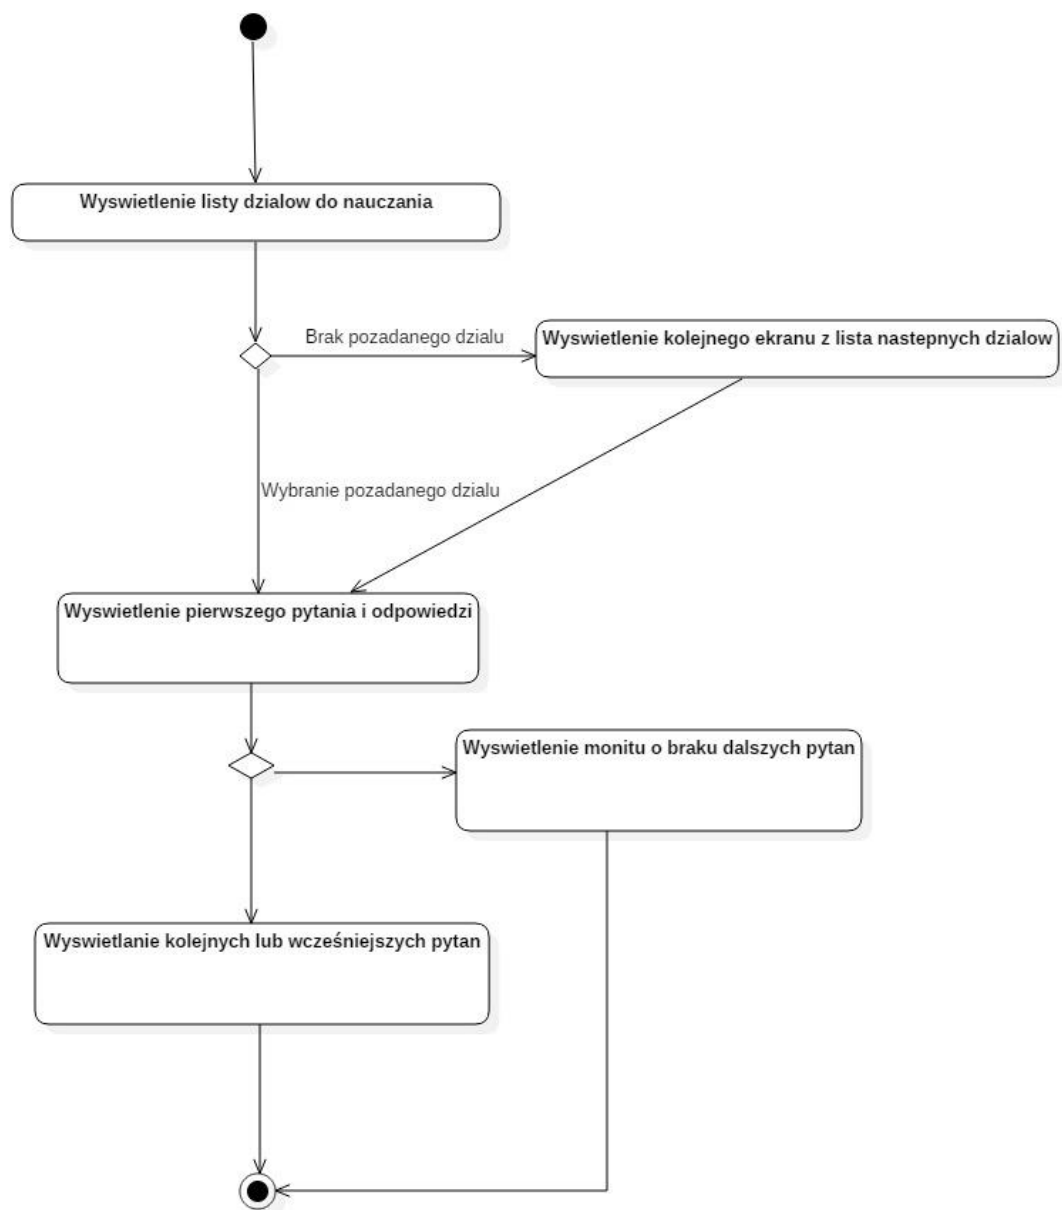 Wyswietlenie listy dzialow do nauczania
Brak pozadanego dzialu
Wyswietlenie kolejnego ekranu z lista nastepnych dzialow
Wybranie pozadanego dzialu
Wyswietlenie pierwszego pytania i odpowiedzi
Wyswietlenie monitu o braku dalszych pytan
Wyswietlanie kolejnych lub wcześniejszych pytan